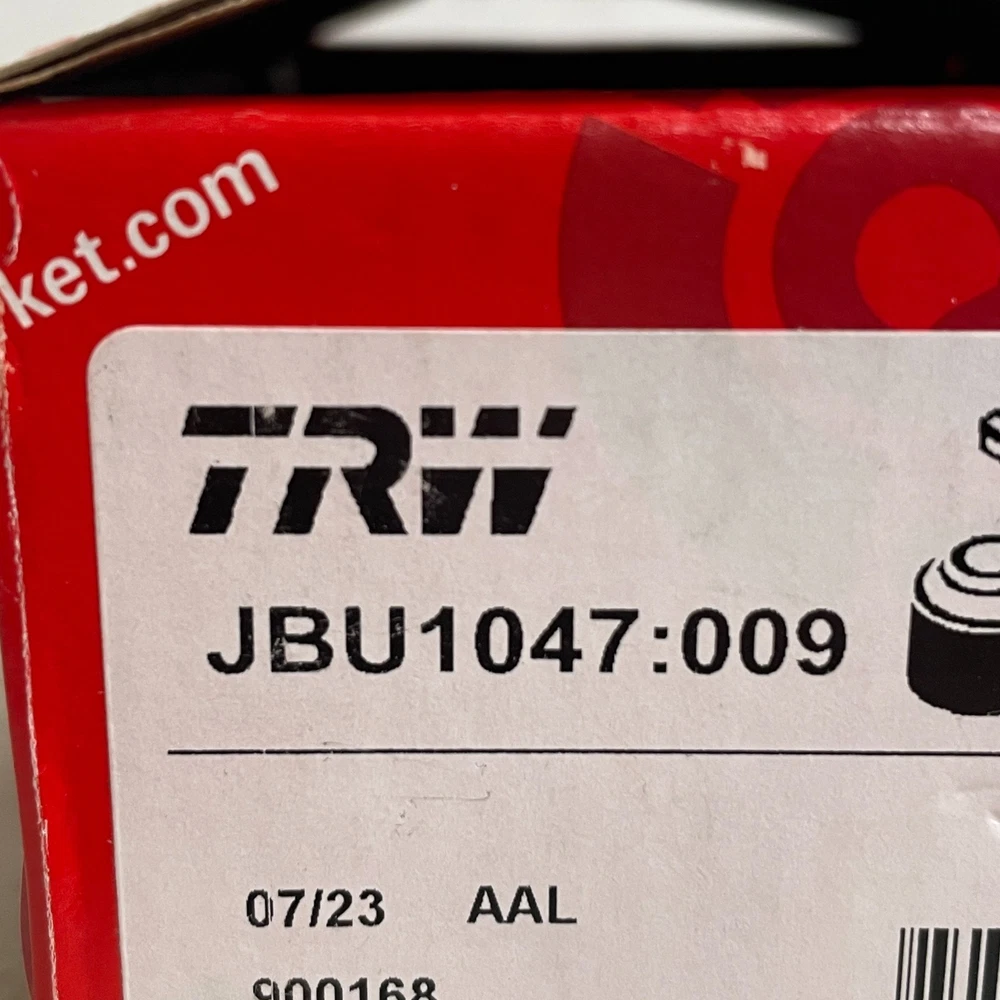 ket.com
TRW
JBU1047:009
07/23 AAL
900168